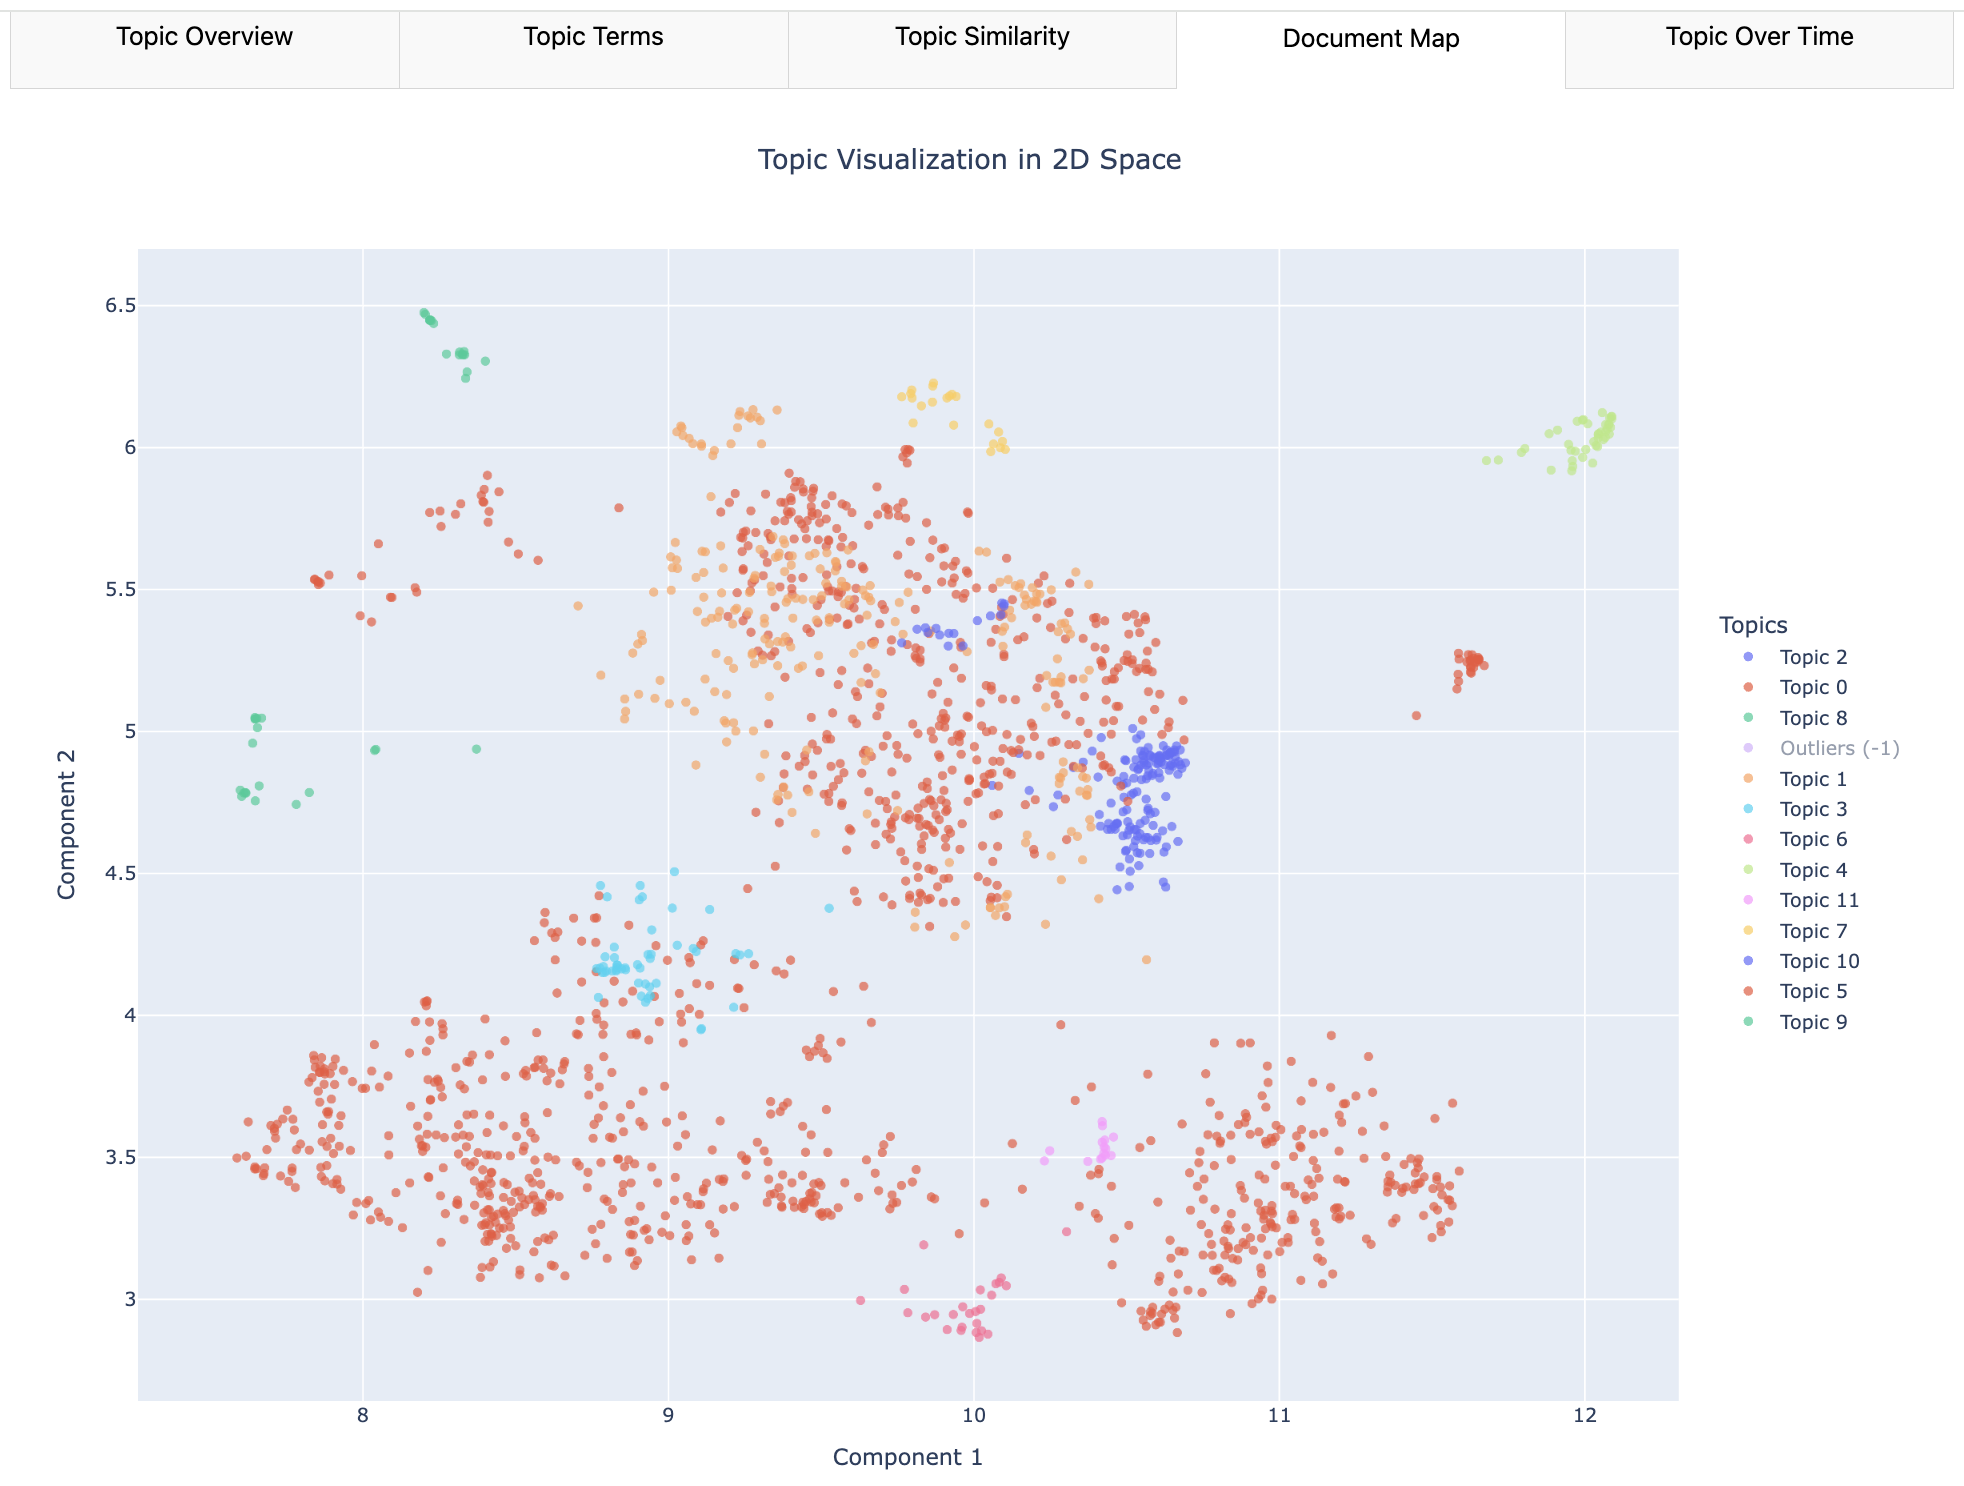 Topic Overview
Topic Terms
Topic Similarity
Document Map
Topic Over Time
Topic Visualization in 2D Space
6.5
6
5.5
5
4.5
4
3.5
3
Component 2
8
9
10
11
12
Component 1
Topics
Topic 2
Topic 0
Topic 8
Outliers (-1)
Topic 1
Topic 3
Topic 6
Topic 4
Topic 11
Topic 7
Topic 10
Topic 5
Topic 9